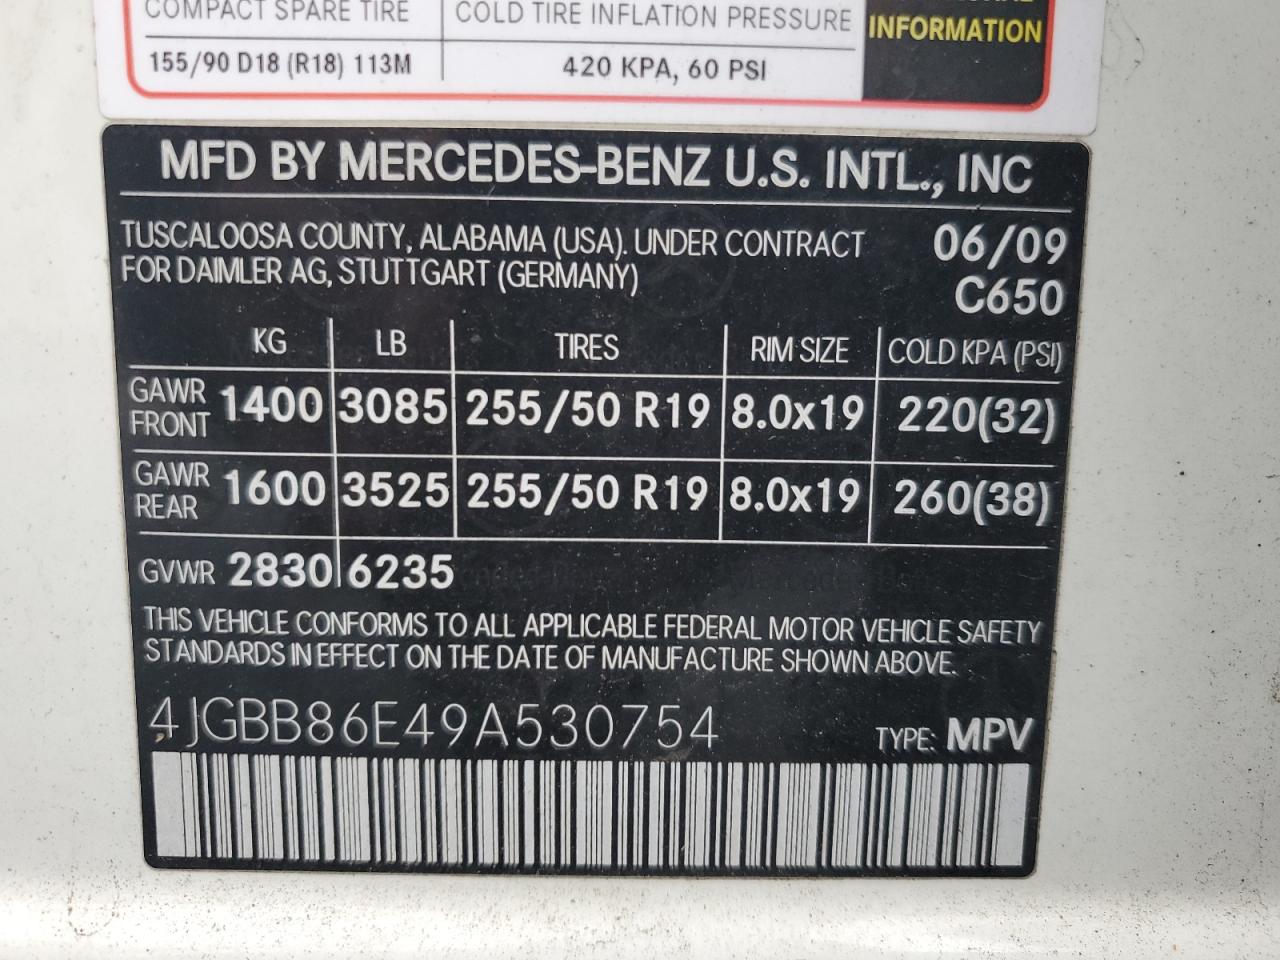 COMPACT SPARE TIRE COLD TIRE INFLATION PRESSURE
INFORMATION
155/90 D18 (R18) 113M 420 KPA, 60 PSI
MFD BY MERCEDES-BENZ U.S. INTL., INC
TUSCALOOSA COUNTY, ALABAMA (USA). UNDER CONTRACT 06/09
FOR DAIMLER AG, STUTTGART (GERMANY) C650
KG LB TIRES RIM SIZE COLD KPA (PSI)
GAWR FRONT 1400 3085 255/50 R19 8.0x19 220(32)
GAWR REAR 1600 3525 255/50 R19 8.0x19 260(38)
GVWR 2830 6235
THIS VEHICLE CONFORMS TO ALL APPLICABLE FEDERAL MOTOR VEHICLE SAFETY
STANDARDS IN EFFECT ON THE DATE OF MANUFACTURE SHOWN ABOVE.
4JGBB86E49A530754 TYPE: MPV